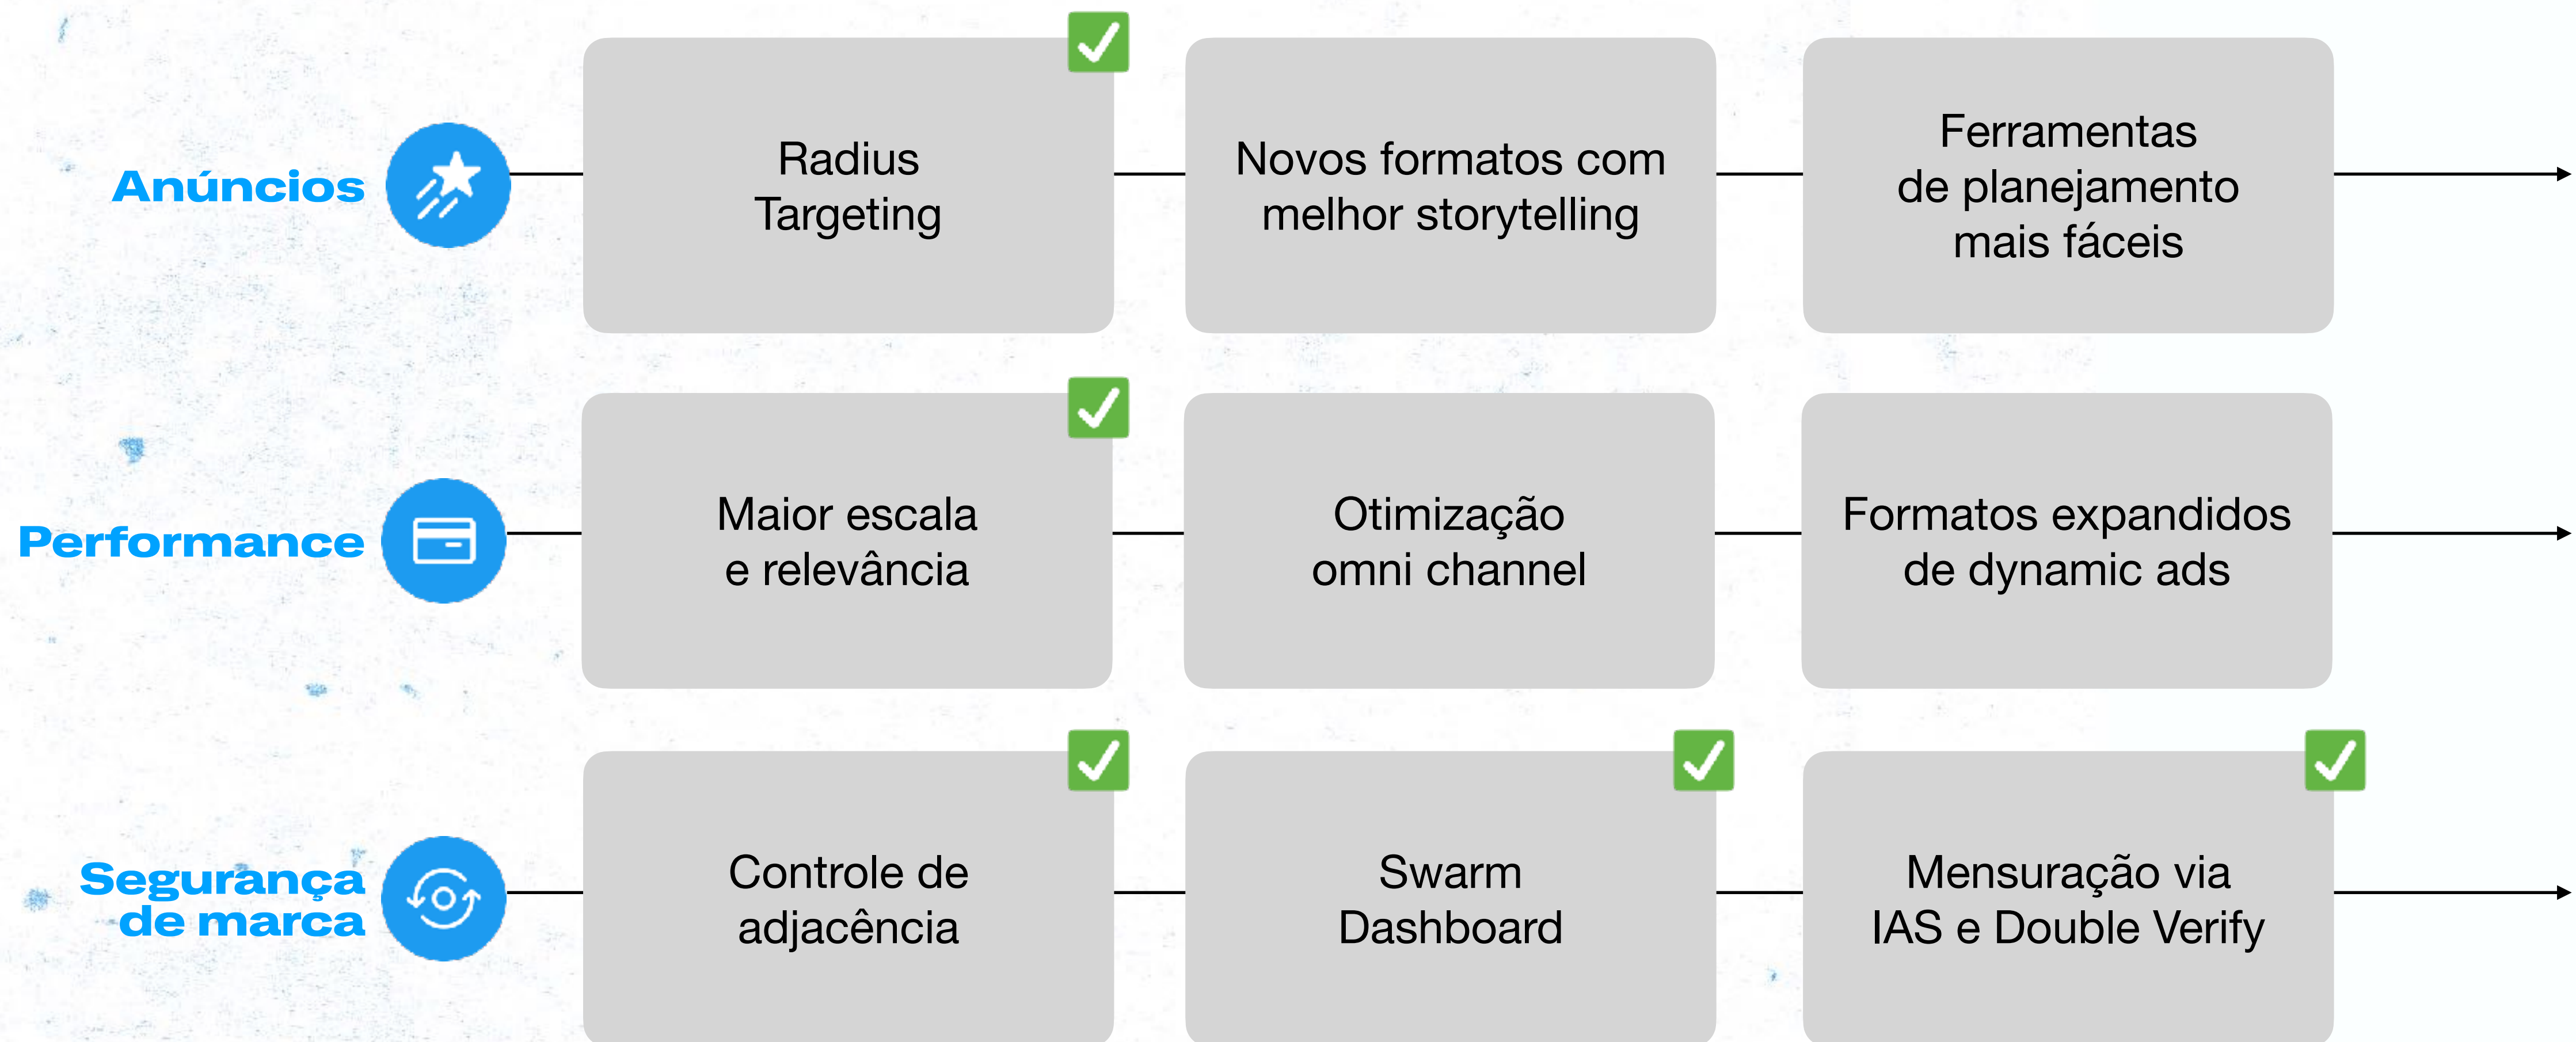 Anúncios
Radius
Targeting
Novos formatos com
melhor storytelling
Ferramentas
de planejamento
mais fáceis
Performance
Maior escala
e relevância
Otimização
omni channel
Formatos expandidos
de dynamic ads
Segurança
de marca
Controle de
adjacência
Swarm
Dashboard
Mensuração via
IAS e Double Verify